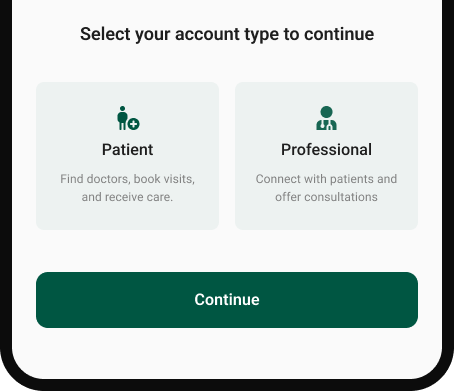 Select your account type to continue
Patient
Find doctors, book visits,
and receive care.
Professional
Connect with patients and
offer consultations
Continue